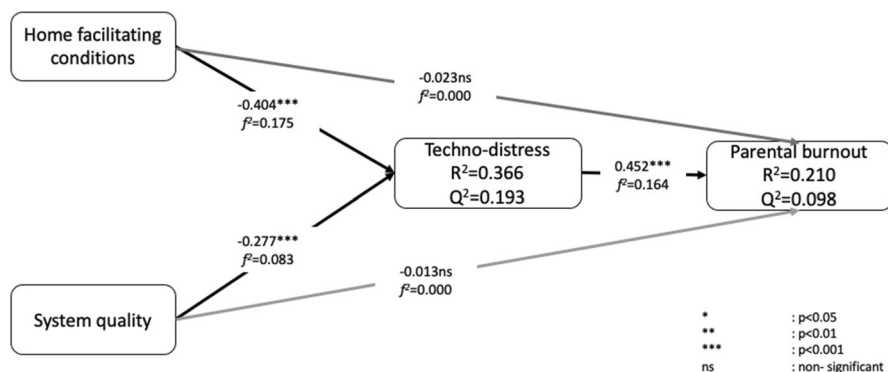 Home facilitating
conditions
-0.023ns
f²=0.000
-0.404***
f²=0.175
Techno-distress
R²=0.366
Q²=0.193
0.452***
f²=0.164
Parental burnout
R²=0.210
Q²=0.098
-0.277***
f²=0.083
-0.013ns
f²=0.000
System quality
* : p<0.05
** : p<0.01
*** : p<0.001
ns : non- significant